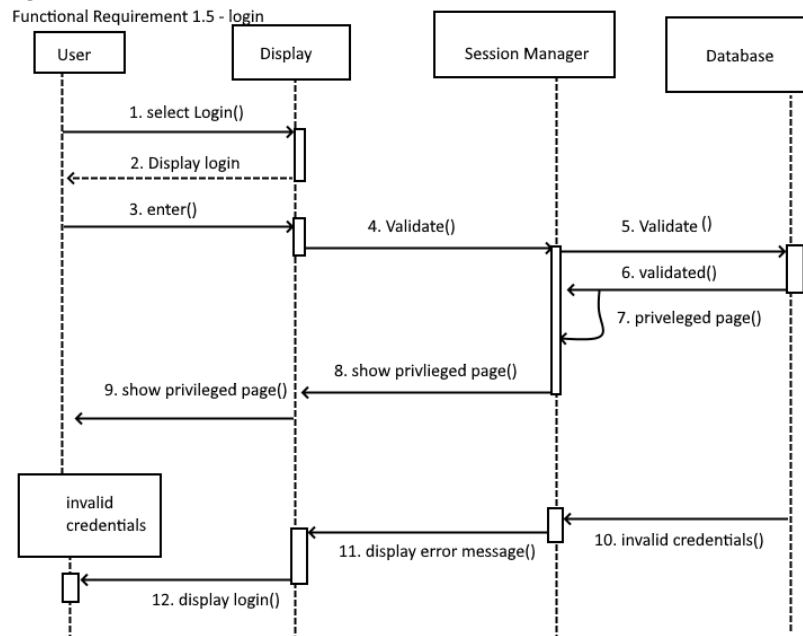 Functional Requirement 1.5 - login
User
Display
Session Manager
Database
1. select Login()
2. Display login
3. enter()
4. Validate()
5. Validate ()
6. validated()
7. priveleged page()
8. show privlieged page()
9. show privileged page()
invalid
credentials
10. invalid credentials()
11. display error message()
12. display login()